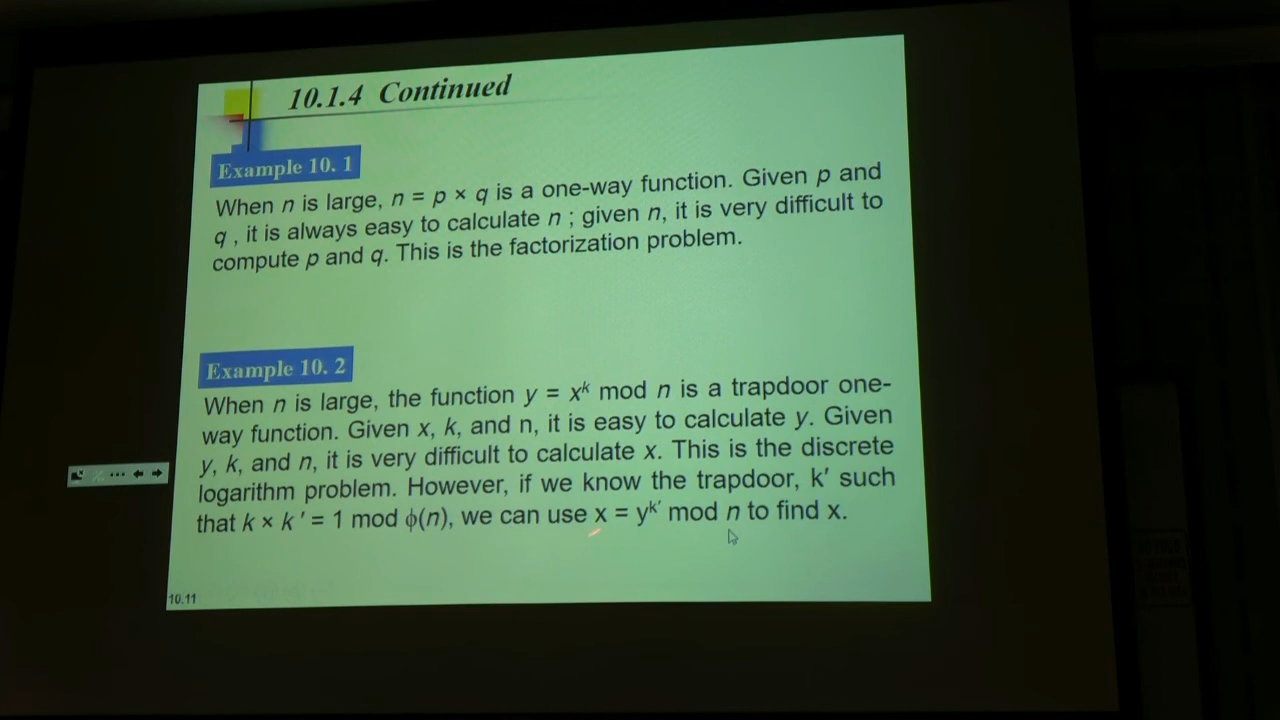 10.1.4 Continued
Example 10. 1
When n is large, n = p × q is a one-way function. Given p and
q , it is always easy to calculate n ; given n, it is very difficult to
compute p and q. This is the factorization problem.
Example 10. 2
When n is large, the function y = xᵏ mod n is a trapdoor one-
way function. Given x, k, and n, it is easy to calculate y. Given
y, k, and n, it is very difficult to calculate x. This is the discrete
logarithm problem. However, if we know the trapdoor, k′ such
that k × k ′ = 1 mod ϕ(n), we can use x = yᵏ′ mod n to find x.
10.11